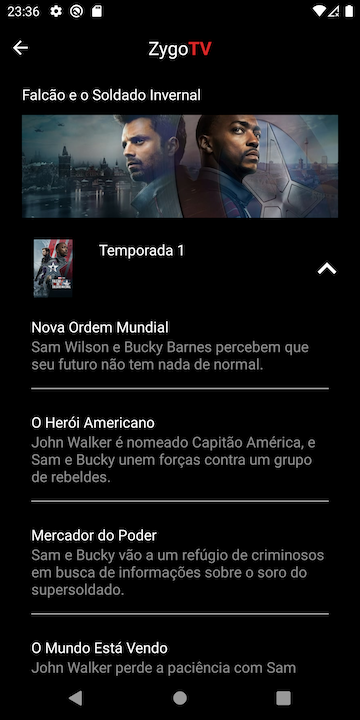 23:36
ZygoTV
Falcão e o Soldado Invernal
Temporada 1
Nova Ordem Mundial
Sam Wilson e Bucky Barnes percebem que
seu futuro não tem nada de normal.
O Herói Americano
John Walker é nomeado Capitão América, e
Sam e Bucky unem forças contra um grupo
de rebeldes.
Mercador do Poder
Sam e Bucky vão a um refúgio de criminosos
em busca de informações sobre o soro do
supersoldado.
O Mundo Está Vendo
John Walker perde a paciência com Sam